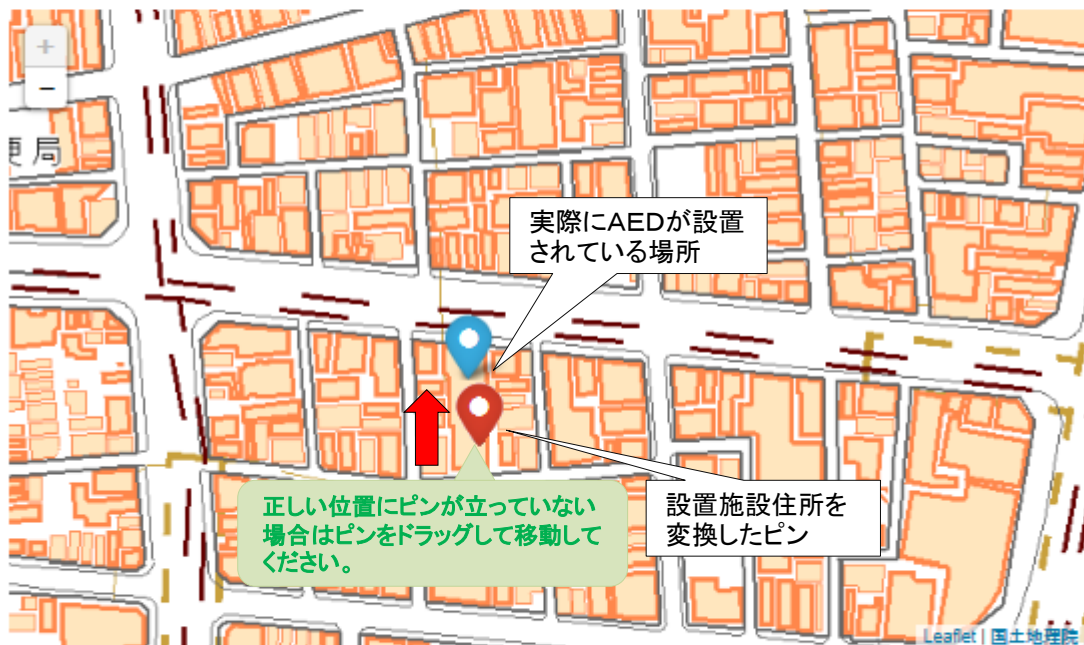 +
−
更局
実際にAEDが設置
されている場所
正しい位置にピンが立っていない
場合はピンをドラッグして移動して
ください。
設置施設住所を
変換したピン
Leaflet | 国土地理院